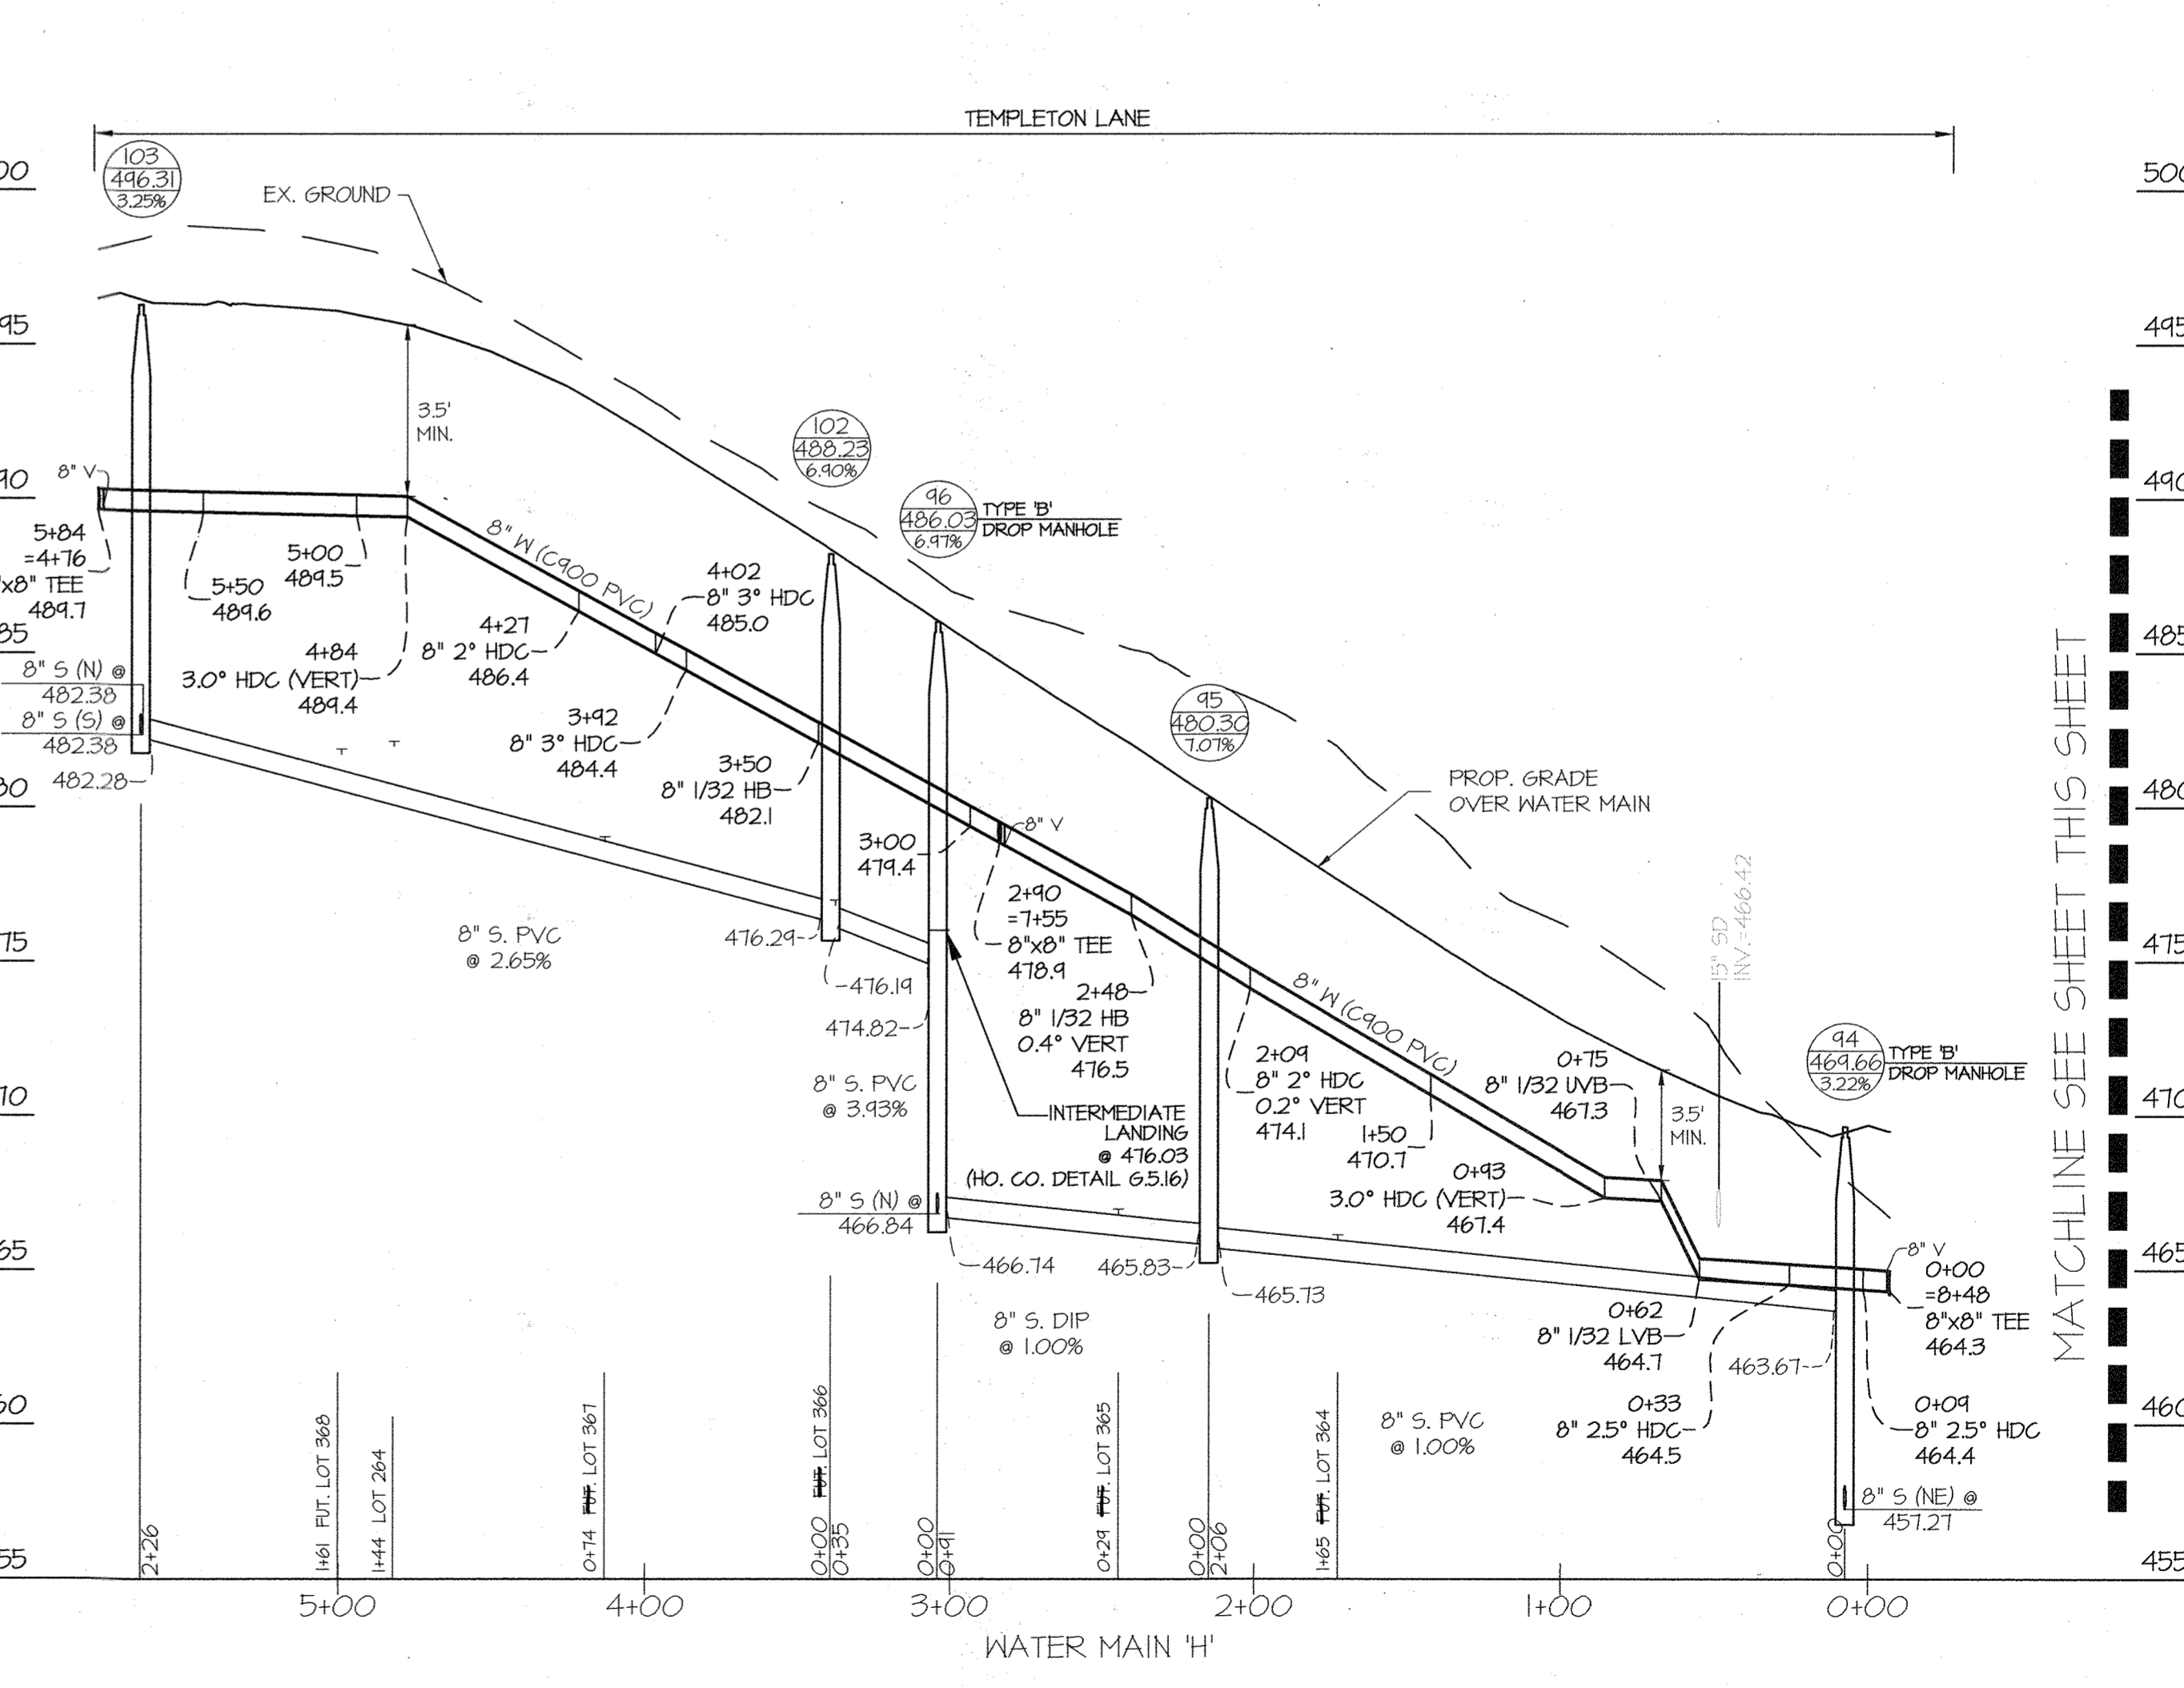 TEMPLETON LANE
103
496.31
3.25%
EX. GROUND
00
500
95
495
90
490
85
485
80
480
75
475
70
470
65
465
60
460
55
455
3.5'
MIN.
102
488.23
6.90%
96
486.03
6.97%
TYPE 'B'
DROP MANHOLE
95
480.30
7.07%
PROP. GRADE
OVER WATER MAIN
94
469.66
3.22%
TYPE 'B'
DROP MANHOLE
15" SD
INV.=466.42
MATCHLINE SEE SHEET THIS SHEET
8" V
5+84
=4+76
"x8" TEE
489.7
5+50
489.6
5+00
489.5
4+84
3.0° HDC (VERT)
489.4
8" W (C900 PVC)
4+27
8" 2° HDC
486.4
4+02
8" 3° HDC
485.0
3+92
8" 3° HDC
484.4
3+50
8" 1/32 HB
482.1
3+00
479.4
8" V
2+90
=7+55
8"x8" TEE
478.9
2+48
8" 1/32 HB
0.4° VERT
476.5
2+09
8" 2° HDC
0.2° VERT
474.1
8" W (C900 PVC)
1+50
470.7
0+93
3.0° HDC (VERT)
467.4
0+75
8" 1/32 UVB
467.3
3.5'
MIN.
0+62
8" 1/32 LVB
464.7
0+33
8" 2.5° HDC
464.5
0+09
8" 2.5° HDC
464.4
8" V
0+00
=8+48
8"x8" TEE
464.3
8" S (N) @
482.38
8" S (S) @
482.38
482.28
8" S. PVC
@ 2.65%
476.29
476.19
474.82
8" S. PVC
@ 3.93%
INTERMEDIATE
LANDING
@ 476.03
(HO. CO. DETAIL G.5.16)
8" S (N) @
466.84
466.74
465.83
465.73
8" S. DIP
@ 1.00%
8" S. PVC
@ 1.00%
463.67
8" S (NE) @
457.27
2+26
1+61 FUT. LOT 368
1+44 LOT 264
0+74 FUT. LOT 367
0+00 FUT. LOT 366
0+35
0+00
0+91
0+29 FUT. LOT 365
0+00
2+06
1+65 FUT. LOT 364
0+00
5+00
4+00
3+00
2+00
1+00
0+00
WATER MAIN 'H'